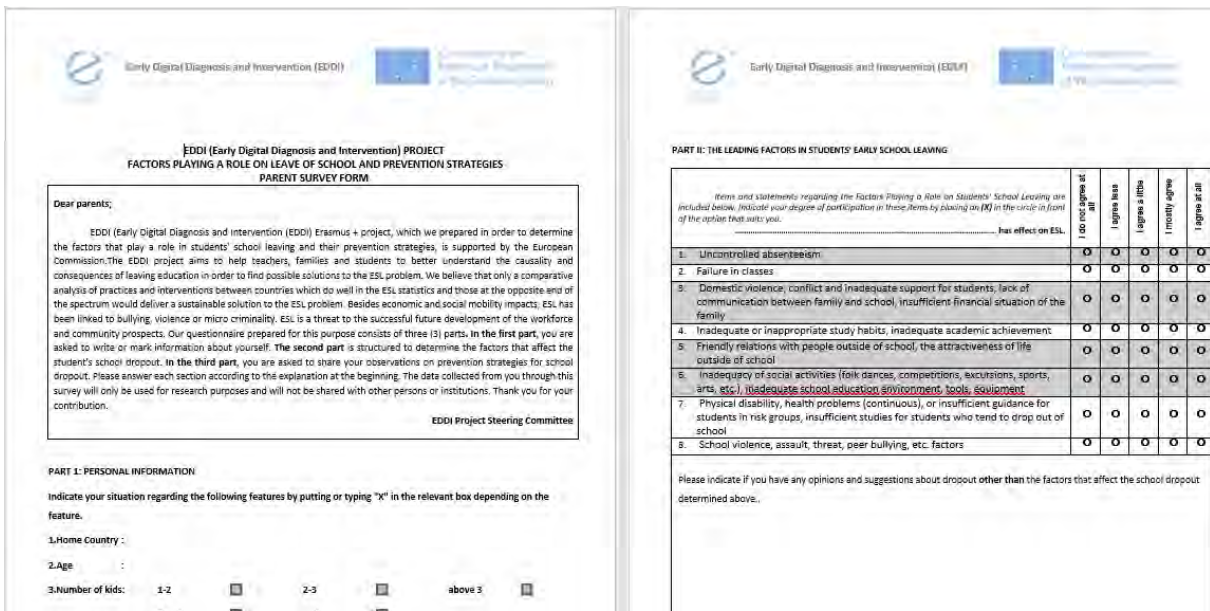 Early Digital Diagnosis and Intervention (EDDI)
EDDI (Early Digital Diagnosis and Intervention) PROJECT
FACTORS PLAYING A ROLE ON LEAVE OF SCHOOL AND PREVENTION STRATEGIES
PARENT SURVEY FORM
Dear parents;
EDDI (Early Digital Diagnosis and Intervention (EDDI) Erasmus + project, which we prepared in order to determine
the factors that play a role in students' school leaving and their prevention strategies, is supported by the European
Commission.The EDDI project aims to help teachers, families and students to better understand the causality and
consequences of leaving education in order to find possible solutions to the ESL problem. We believe that only a comparative
analysis of practices and interventions between countries which do well in the ESL statistics and those at the opposite end of
the spectrum would deliver a sustainable solution to the ESL problem. Besides economic and social mobility impacts, ESL has
been linked to bullying, violence or micro criminality. ESL is a threat to the successful future development of the workforce
and community prospects. Our questionnaire prepared for this purpose consists of three (3) parts. In the first part, you are
asked to write or mark information about yourself. The second part is structured to determine the factors that affect the
student's school dropout. In the third part, you are asked to share your observations on prevention strategies for school
dropout. Please answer each section according to the explanation at the beginning. The data collected from you through this
survey will only be used for research purposes and will not be shared with other persons or institutions. Thank you for your
contribution.
EDDI Project Steering Committee
PART 1: PERSONAL INFORMATION
Indicate your situation regarding the following features by putting or typing "X" in the relevant box depending on the
feature.
1.Home Country :
2.Age :
3.Number of kids: 1-2 2-3 above 3
Early Digital Diagnosis and Intervention (EDDI)
PART II: THE LEADING FACTORS IN STUDENTS' EARLY SCHOOL LEAVING
Items and statements regarding the Factors Playing a Role on Students' School Leaving are
included below. Indicate your degree of participation in these items by placing an (X) in the circle in front
of the option that suits you.
has effect on ESL.
I do not agree at all
I agree less
I agree a little
I mostly agree
I agree at all
1. Uncontrolled absenteeism O O O O O
2. Failure in classes O O O O O
3. Domestic violence, conflict and inadequate support for students, lack of
communication between family and school, insufficient financial situation of the
family O O O O O
4. Inadequate or inappropriate study habits, inadequate academic achievement O O O O O
5. Friendly relations with people outside of school, the attractiveness of life
outside of school O O O O O
6. Inadequacy of social activities (folk dances, competitions, excursions, sports,
arts, etc.), inadequate school education environment, tools, equipment O O O O O
7. Physical disability, health problems (continuous), or insufficient guidance for
students in risk groups, insufficient studies for students who tend to drop out of
school O O O O O
8. School violence, assault, threat, peer bullying, etc. factors O O O O O
Please indicate if you have any opinions and suggestions about dropout other than the factors that affect the school dropout
determined above..